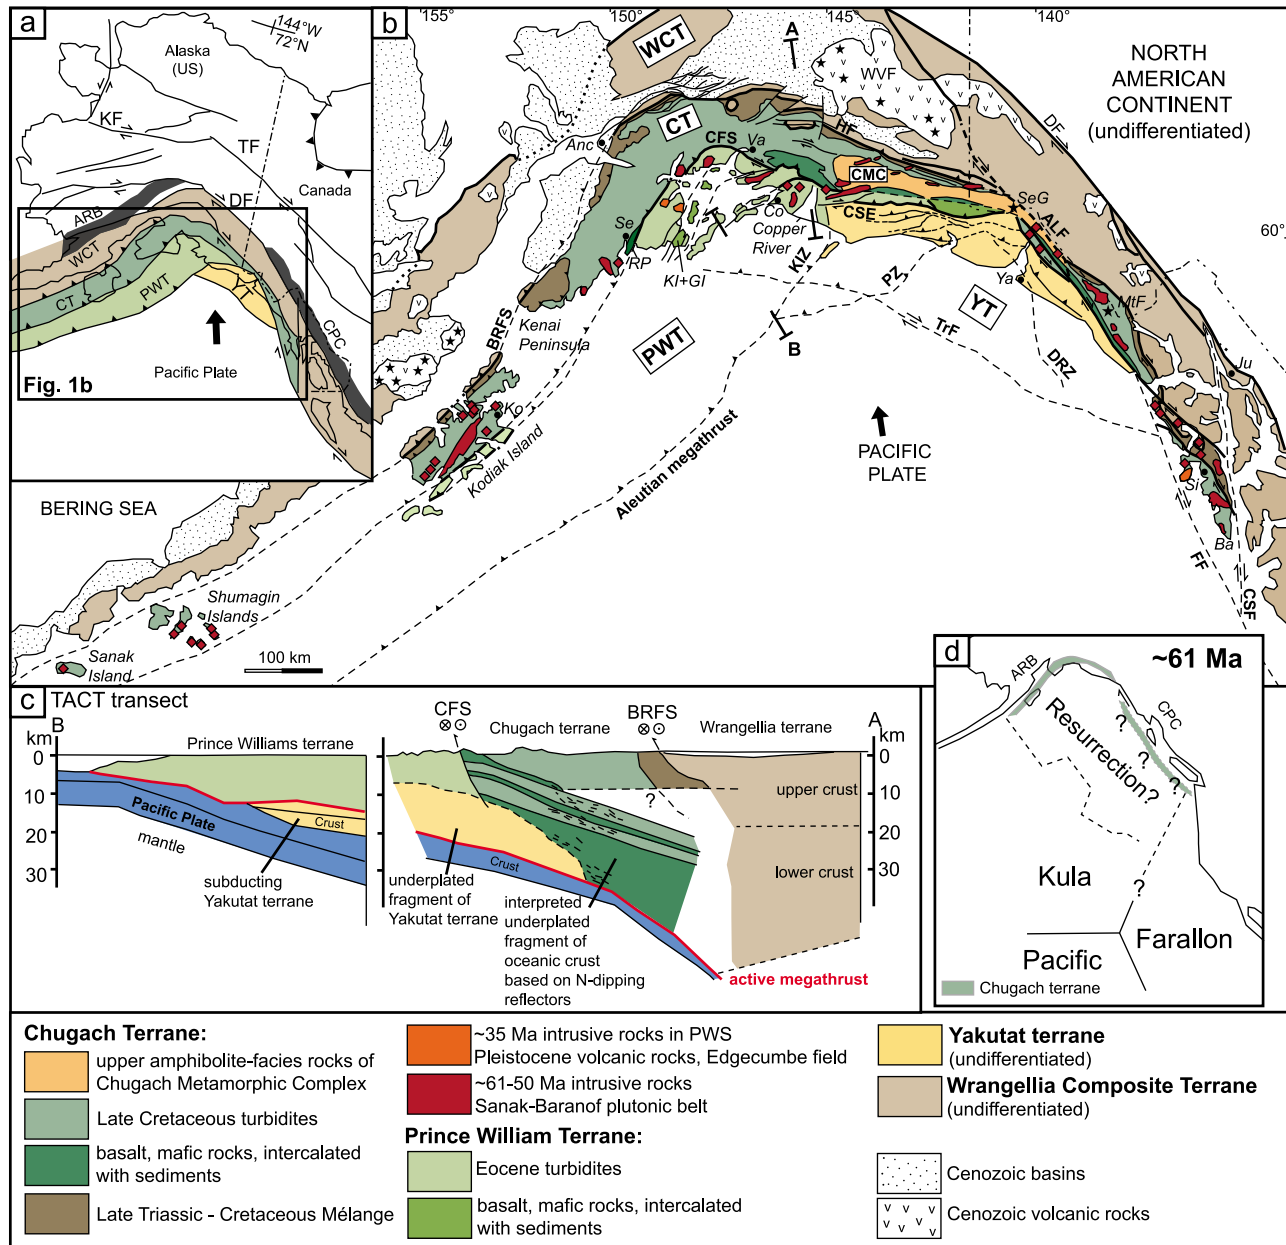 a
144°W
72°N
Alaska
(US)
KF
TF
Canada
DF
ARB
WCT
CT
PWT
YT
CPC
Fig. 1b
Pacific Plate
b
155°
150°
145°
140°
60°
A
WCT
WVF
NORTH
AMERICAN
CONTINENT
(undifferentiated)
DF
CT
HF
CFS
Va
Anc
CMC
SeG
ALF
Se
Co
Copper
River
CSE
RP
KI+GI
KIZ
PZ
Ya
YT
MtF
BRFS
Kenai
Peninsula
PWT
B
TrF
DRZ
Ju
Ko
Kodiak Island
Aleutian megathrust
PACIFIC
PLATE
Si
Ba
FF
CSF
BERING SEA
Shumagin
Islands
Sanak
Island
100 km
c
TACT transect
B
km
0
10
20
30
Prince Williams terrane
Pacific Plate
mantle
Crust
subducting
Yakutat terrane
CFS
Chugach terrane
BRFS
Wrangellia terrane
A
km
0
10
20
30
?
upper crust
lower crust
Crust
underplated
fragment of
Yakutat terrane
interpreted
underplated
fragment of
oceanic crust
based on N-dipping
reflectors
active megathrust
d
~61 Ma
ARB
CPC
Resurrection?
?
?
?
?
Kula
Farallon
Pacific
Chugach terrane
Chugach Terrane:
upper amphibolite-facies rocks of
Chugach Metamorphic Complex
Late Cretaceous turbidites
basalt, mafic rocks, intercalated
with sediments
Late Triassic - Cretaceous Mélange
~35 Ma intrusive rocks in PWS
Pleistocene volcanic rocks, Edgecumbe field
~61-50 Ma intrusive rocks
Sanak-Baranof plutonic belt
Prince William Terrane:
Eocene turbidites
basalt, mafic rocks, intercalated
with sediments
Yakutat terrane
(undifferentiated)
Wrangellia Composite Terrane
(undifferentiated)
Cenozoic basins
Cenozoic volcanic rocks